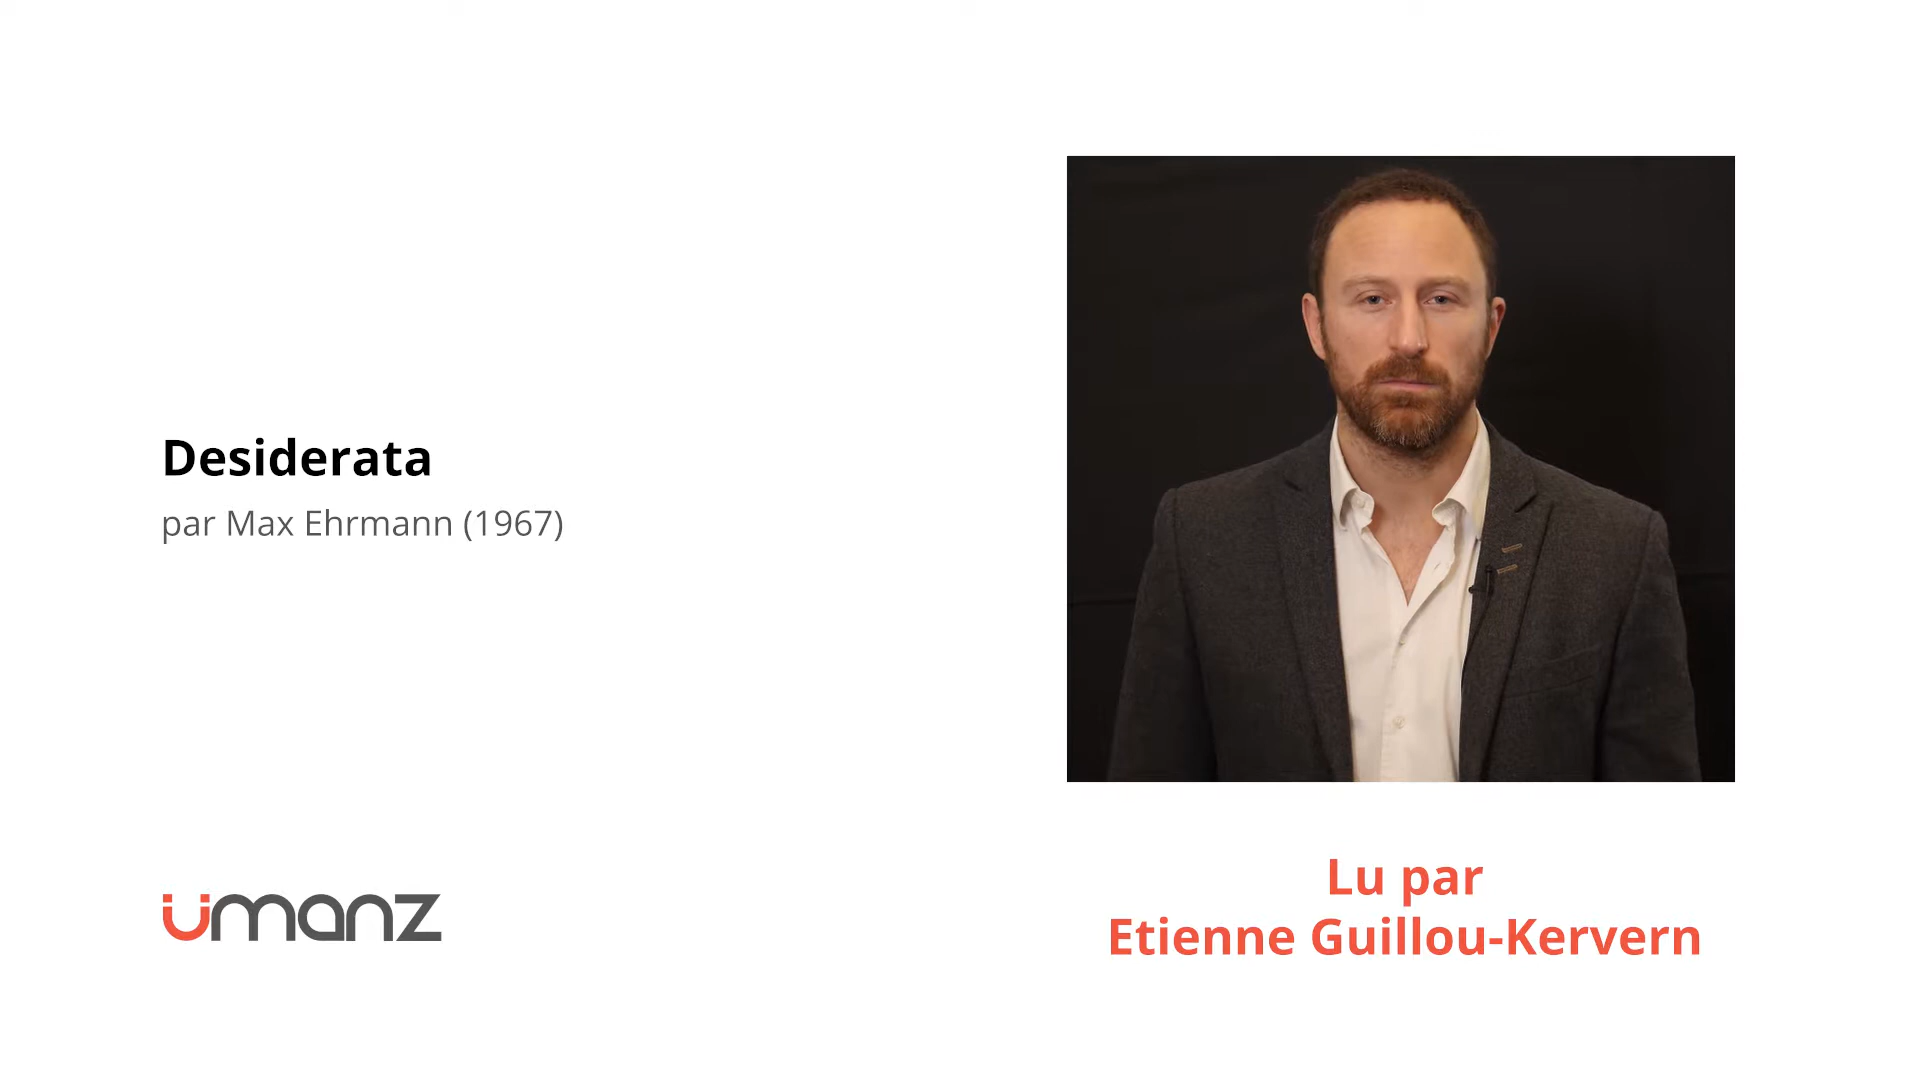 Desiderata
par Max Ehrmann (1967)
umanz
Lu par
Etienne Guillou-Kervern